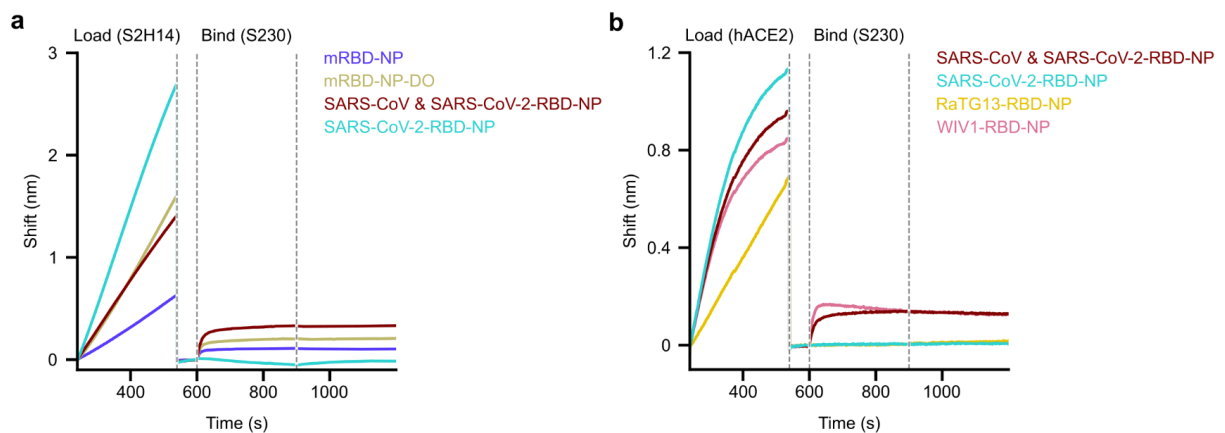 a
Load (S2H14) Bind (S230)
mRBD-NP
mRBD-NP-DO
SARS-CoV & SARS-CoV-2-RBD-NP
SARS-CoV-2-RBD-NP
3
2
1
0
Shift (nm)
400 600 800 1000
Time (s)
b
Load (hACE2) Bind (S230)
SARS-CoV & SARS-CoV-2-RBD-NP
SARS-CoV-2-RBD-NP
RaTG13-RBD-NP
WIV1-RBD-NP
1.2
0.8
0.4
0
Shift (nm)
400 600 800 1000
Time (s)